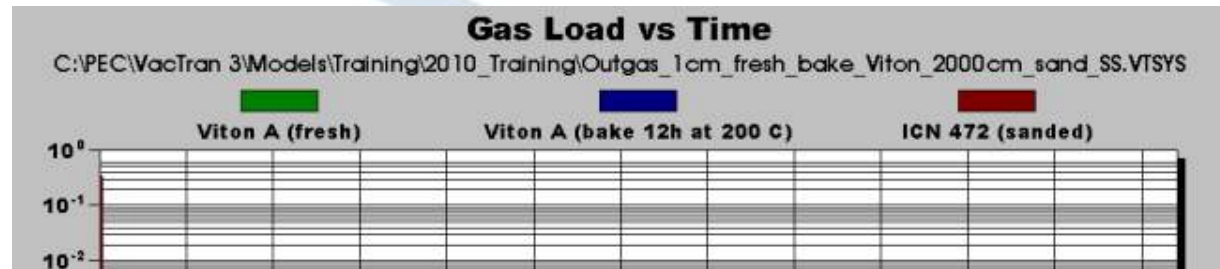 Gas Load vs Time
C:\PEC\VacTran 3\Models\Training\2010_Training\Outgas_1cm_fresh_bake_Viton_2000cm_sand_SS.VTSYS
Viton A (fresh) Viton A (bake 12h at 200 C) ICN 472 (sanded)
10⁰
10⁻¹
10⁻²